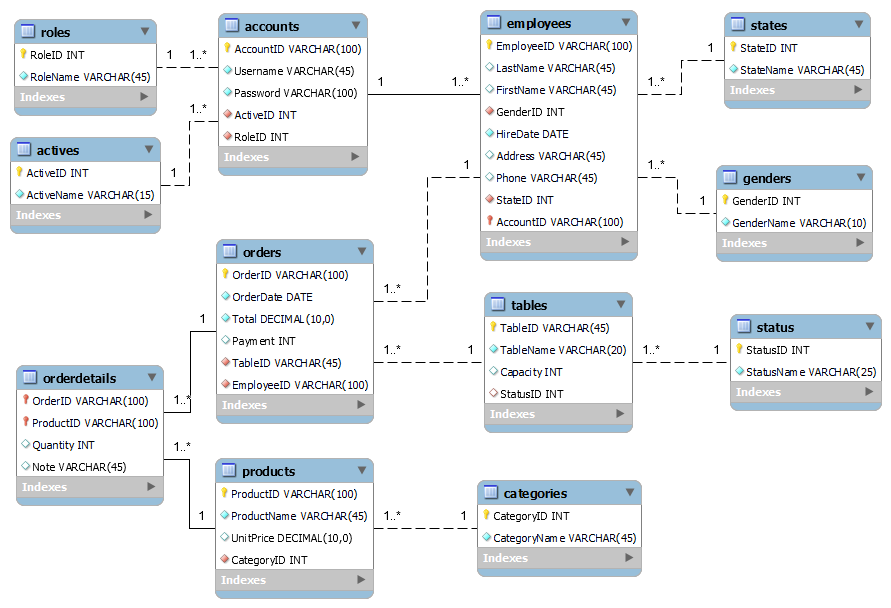 roles
RoleID INT
RoleName VARCHAR(45)
Indexes
1
1..*
accounts
AccountID VARCHAR(100)
Username VARCHAR(45)
Password VARCHAR(100)
ActiveID INT
RoleID INT
Indexes
1
1..*
employees
EmployeeID VARCHAR(100)
LastName VARCHAR(45)
FirstName VARCHAR(45)
GenderID INT
HireDate DATE
Address VARCHAR(45)
Phone VARCHAR(45)
StateID INT
AccountID VARCHAR(100)
Indexes
1
1..*
states
StateID INT
StateName VARCHAR(45)
Indexes
actives
ActiveID INT
ActiveName VARCHAR(15)
Indexes
1
1..*
1..*
1
genders
GenderID INT
GenderName VARCHAR(10)
Indexes
1
1..*
orders
OrderID VARCHAR(100)
OrderDate DATE
Total DECIMAL(10,0)
Payment INT
TableID VARCHAR(45)
EmployeeID VARCHAR(100)
Indexes
1..*
1
tables
TableID VARCHAR(45)
TableName VARCHAR(20)
Capacity INT
StatusID INT
Indexes
1..*
1
status
StatusID INT
StatusName VARCHAR(25)
Indexes
1
1..*
orderdetails
OrderID VARCHAR(100)
ProductID VARCHAR(100)
Quantity INT
Note VARCHAR(45)
Indexes
1..*
1
products
ProductID VARCHAR(100)
ProductName VARCHAR(45)
UnitPrice DECIMAL(10,0)
CategoryID INT
Indexes
1..*
1
categories
CategoryID INT
CategoryName VARCHAR(45)
Indexes